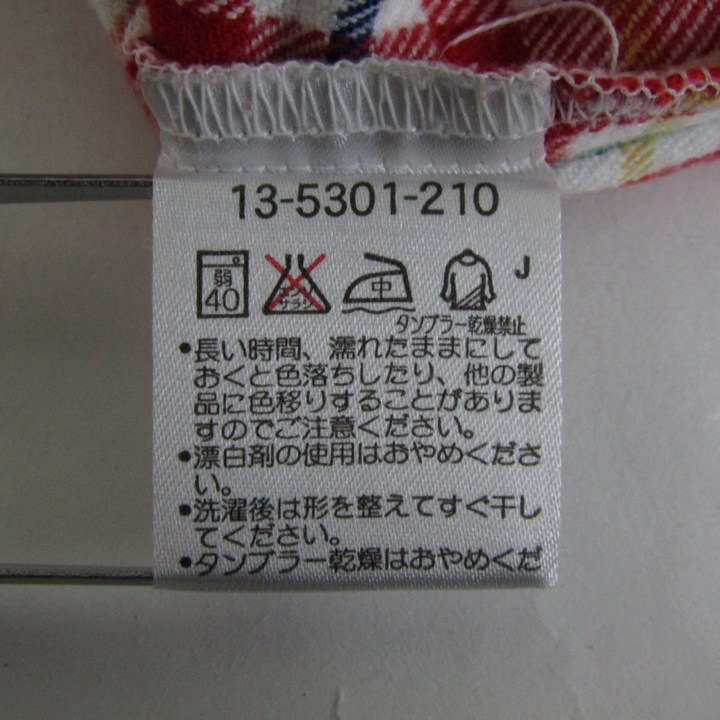 13-5301-210
弱
40
エンソ
サラシ
中
J
タンブラー乾燥禁止
•長い時間、濡れたままにして
おくと色落ちしたり、他の製
品に色移りすることがありま
すのでご注意ください。
•漂白剤の使用はおやめくださ
い。
•洗濯後は形を整えてすぐ干し
てください。
•タンブラー乾燥はおやめくだ